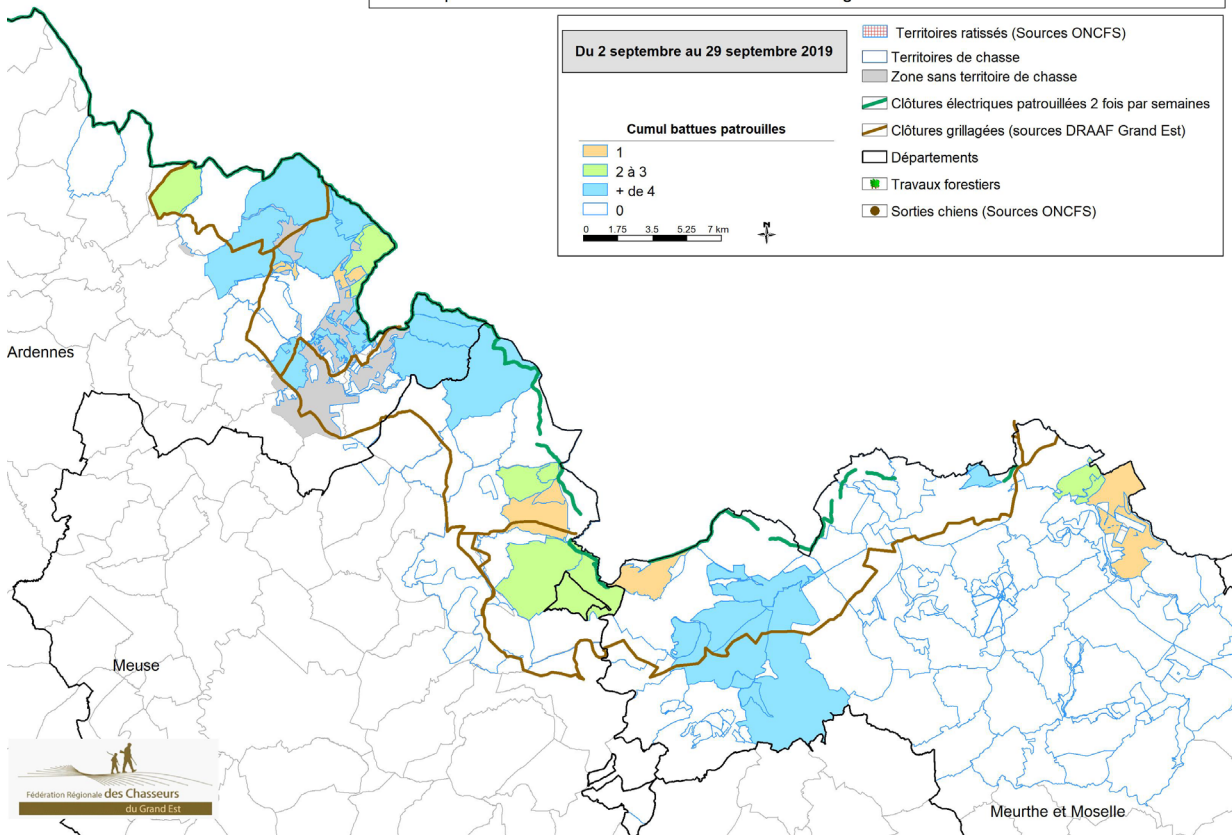 Du 2 septembre au 29 septembre 2019
Territoires ratissés (Sources ONCFS)
Territoires de chasse
Zone sans territoire de chasse
Clôtures électriques patrouillées 2 fois par semaines
Clôtures grillagées (sources DRAAF Grand Est)
Départements
Travaux forestiers
Sorties chiens (Sources ONCFS)
Cumul battues patrouilles
1
2 à 3
+ de 4
0
0 1.75 3.5 5.25 7 km
N
Ardennes
Meuse
Meurthe et Moselle
Fédération Régionale des Chasseurs
du Grand Est